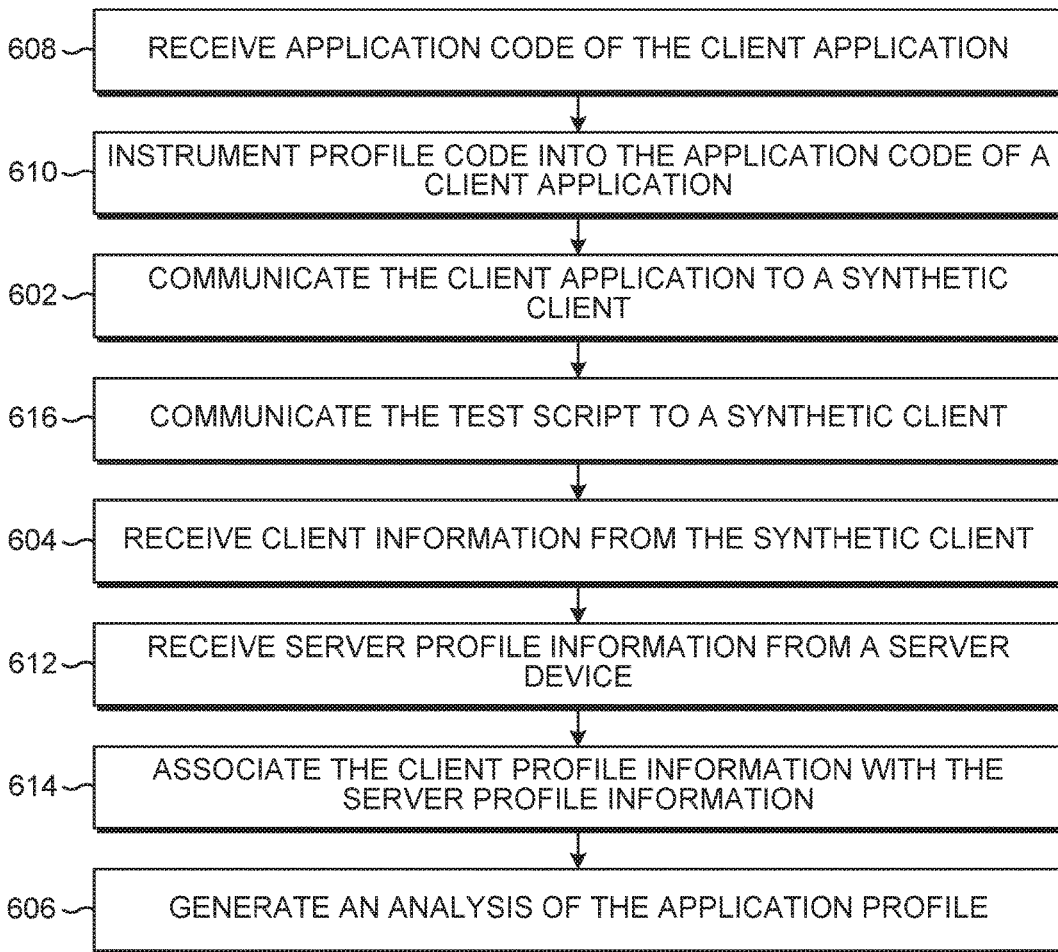 608 RECEIVE APPLICATION CODE OF THE CLIENT APPLICATION
610 INSTRUMENT PROFILE CODE INTO THE APPLICATION CODE OF A
CLIENT APPLICATION
602 COMMUNICATE THE CLIENT APPLICATION TO A SYNTHETIC
CLIENT
616 COMMUNICATE THE TEST SCRIPT TO A SYNTHETIC CLIENT
604 RECEIVE CLIENT INFORMATION FROM THE SYNTHETIC CLIENT
612 RECEIVE SERVER PROFILE INFORMATION FROM A SERVER
DEVICE
614 ASSOCIATE THE CLIENT PROFILE INFORMATION WITH THE
SERVER PROFILE INFORMATION
606 GENERATE AN ANALYSIS OF THE APPLICATION PROFILE